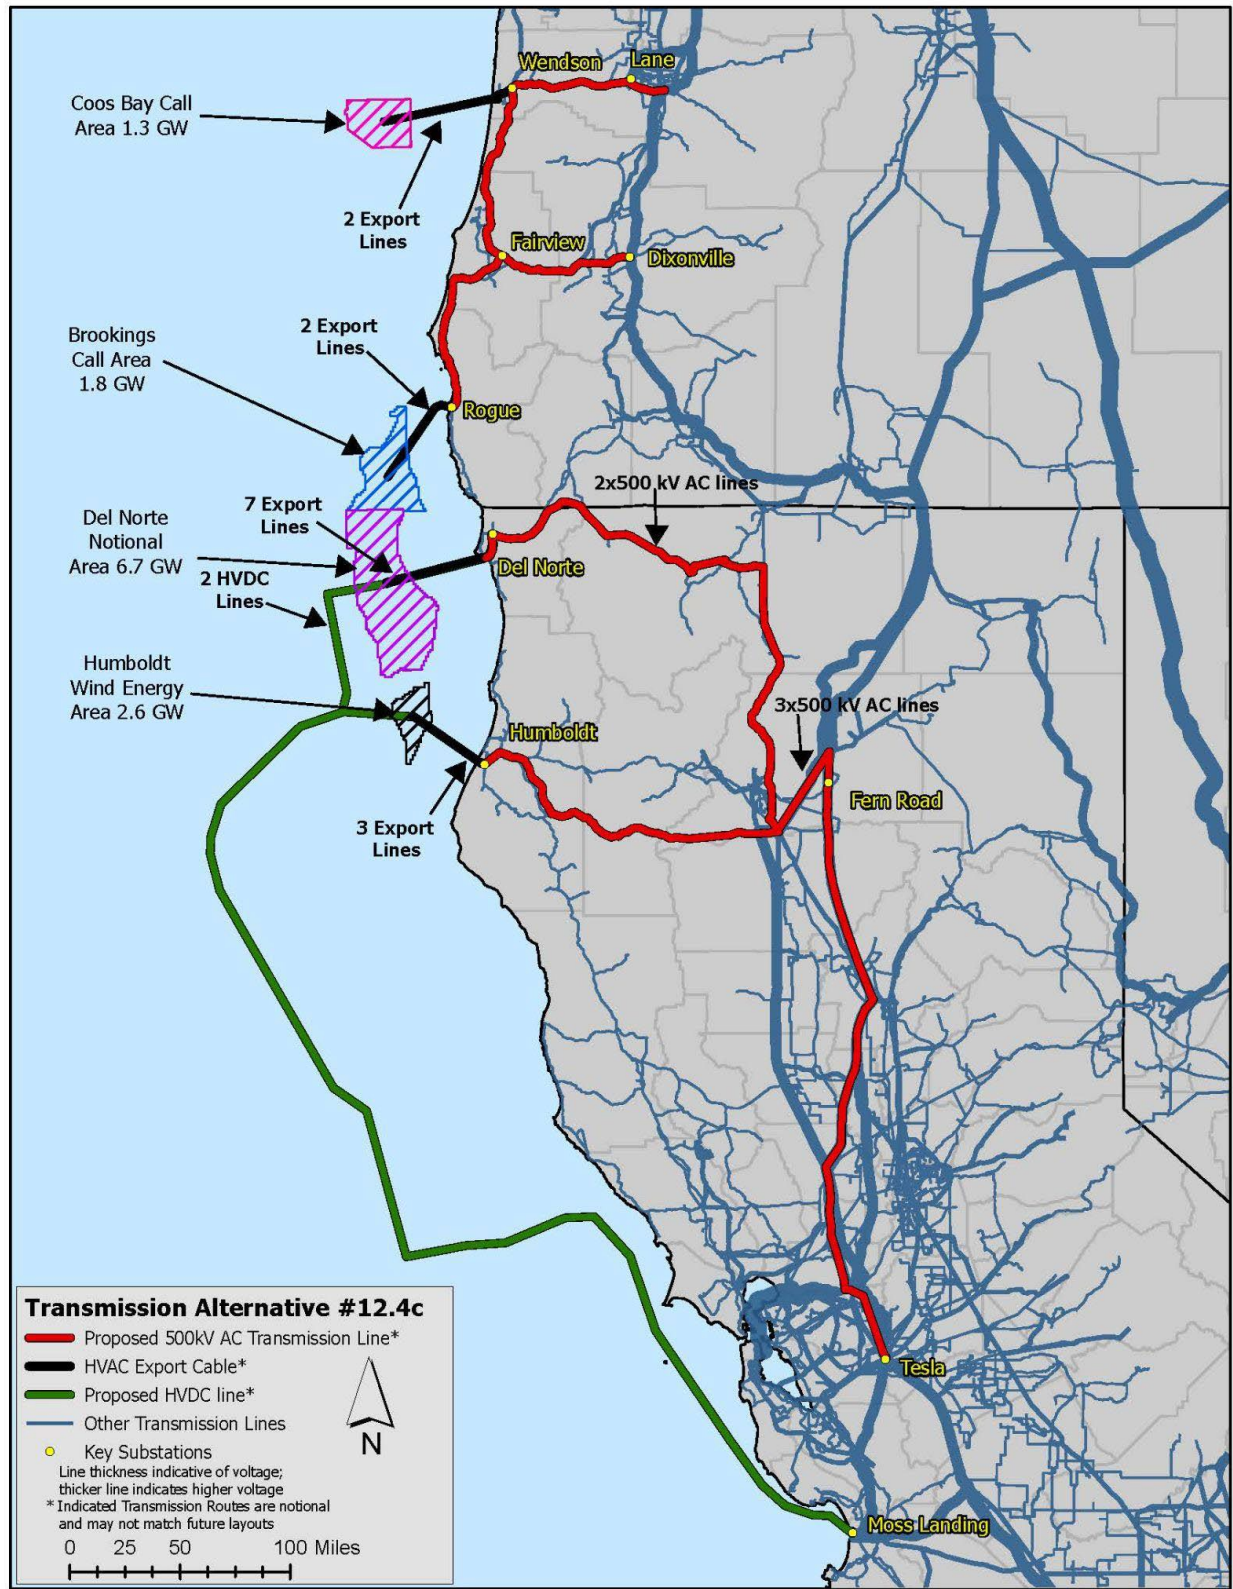 Wendson
Lane
Coos Bay Call
Area 1.3 GW
2 Export
Lines
Fairview
Dixonville
Brookings
Call Area
1.8 GW
2 Export
Lines
Rogue
7 Export
Lines
2x500 kV AC lines
Del Norte
Notional
Area 6.7 GW
2 HVDC
Lines
Del Norte
Humboldt
Wind Energy
Area 2.6 GW
3x500 kV AC lines
Humboldt
Fern Road
3 Export
Lines
Tesla
Moss Landing
Transmission Alternative #12.4c
Proposed 500kV AC Transmission Line*
HVAC Export Cable*
Proposed HVDC line*
Other Transmission Lines
Key Substations
Line thickness indicative of voltage;
thicker line indicates higher voltage
* Indicated Transmission Routes are notional
and may not match future layouts
N
0 25 50 100 Miles